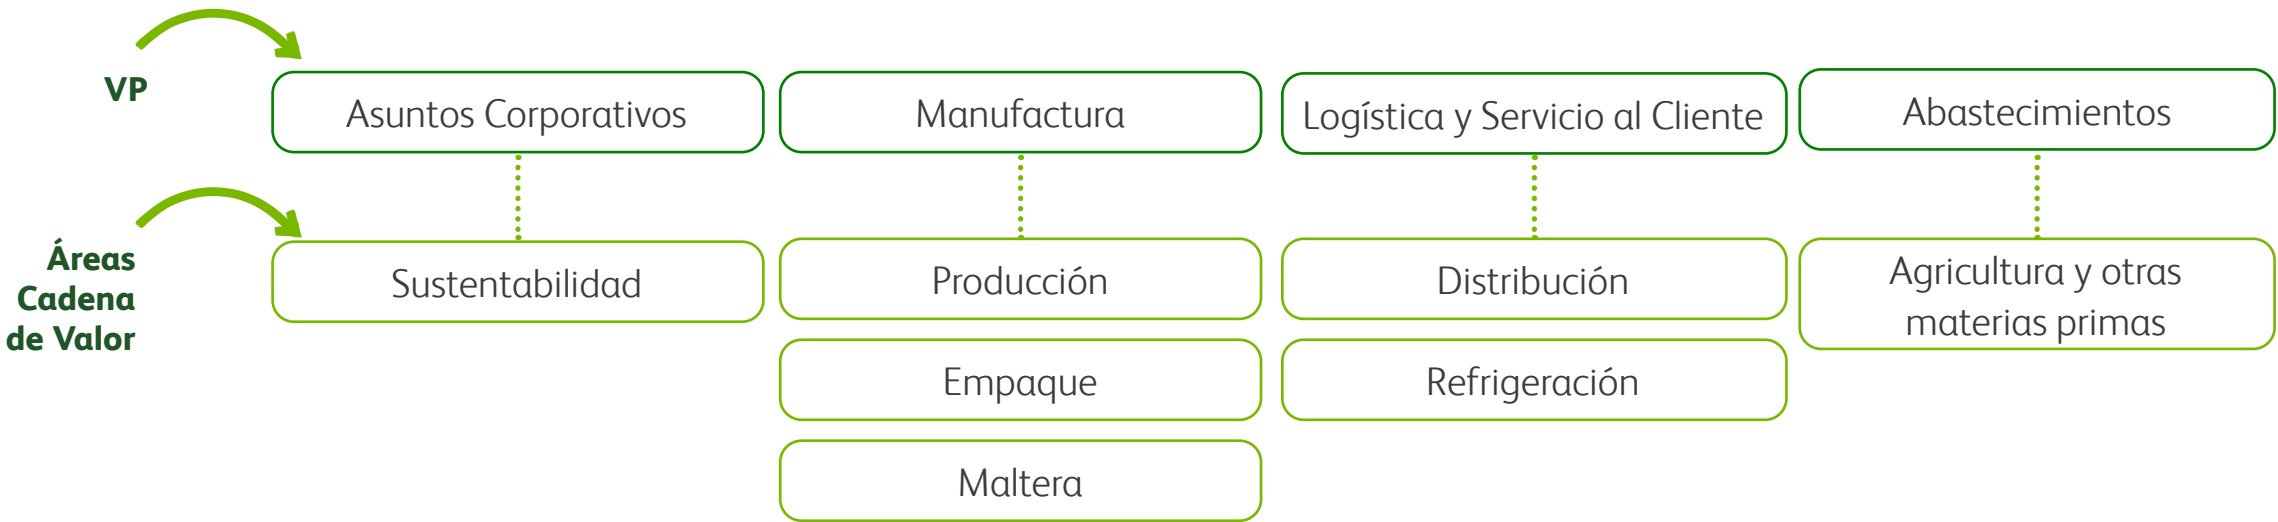 VP
Asuntos Corporativos
Manufactura
Logística y Servicio al Cliente
Abastecimientos
Áreas
Cadena
de Valor
Sustentabilidad
Producción
Distribución
Agricultura y otras
materias primas
Empaque
Refrigeración
Maltera